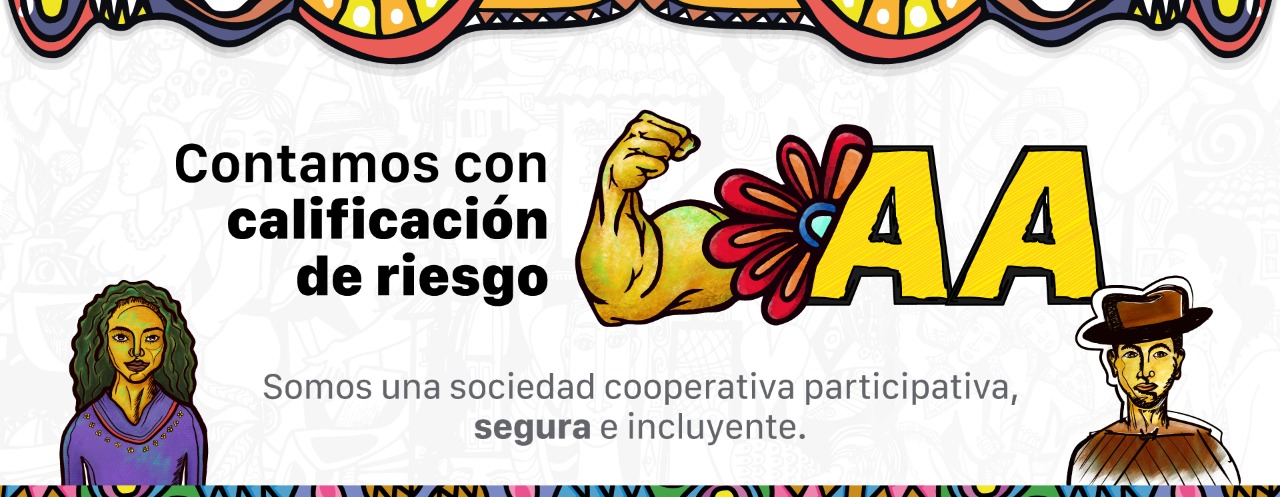 Contamos con
calificación
de riesgo
AA
Somos una sociedad cooperativa participativa,
segura e incluyente.